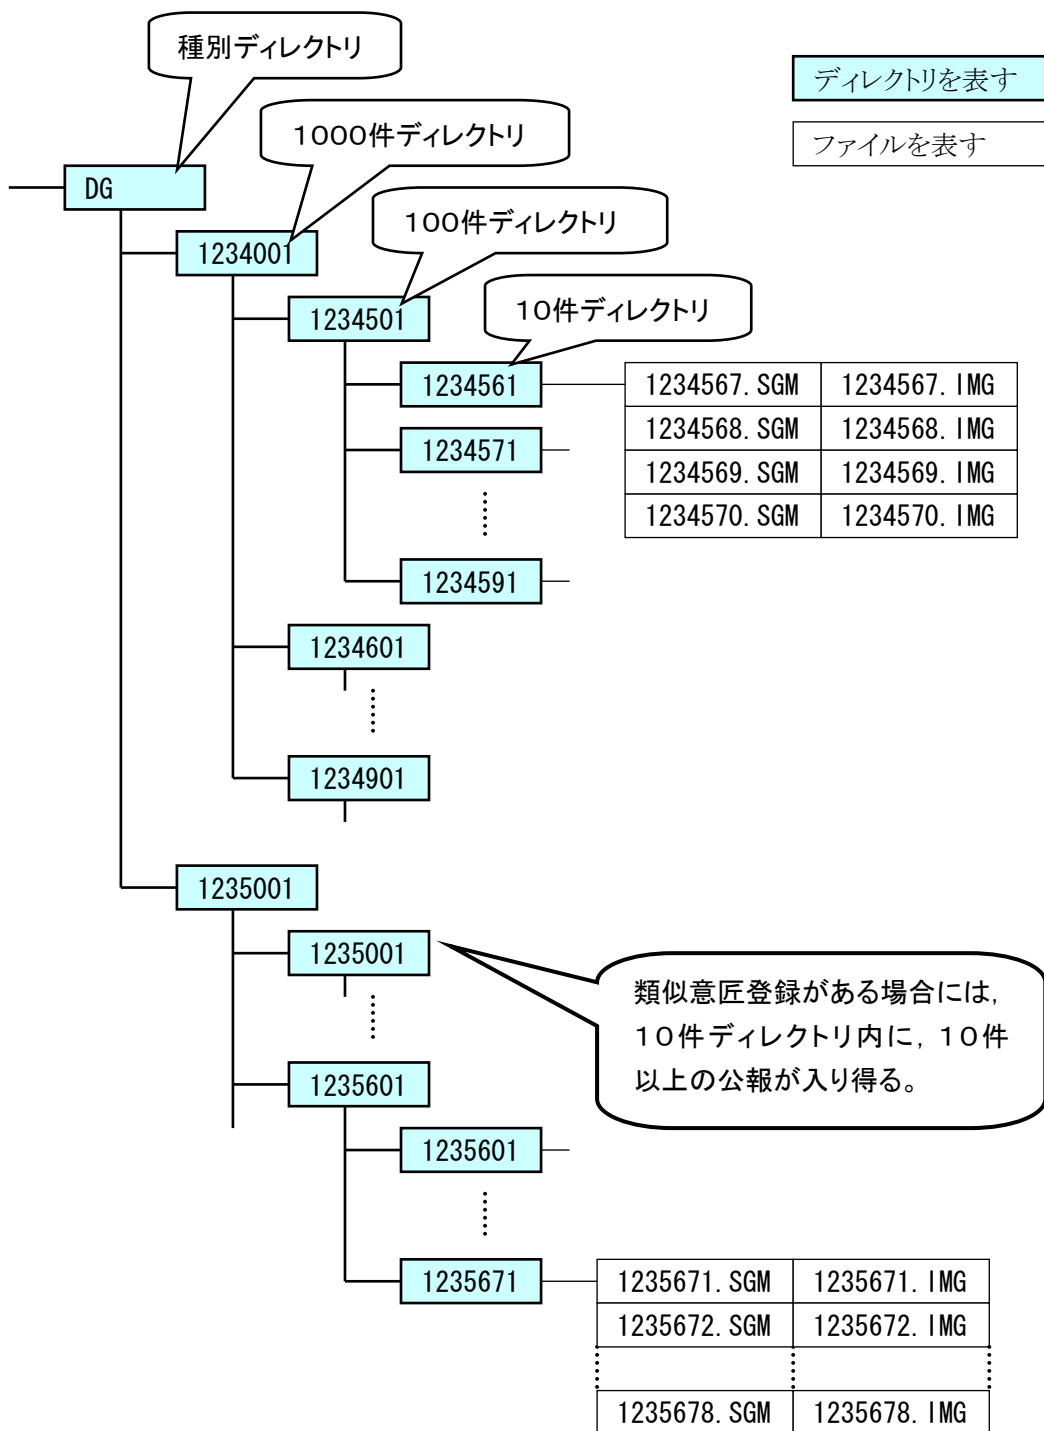 種別ディレクトリ
ディレクトリを表す
1000件ディレクトリ
ファイルを表す
DG
100件ディレクトリ
1234001
10件ディレクトリ
1234501
1234561
1234567.SGM 1234567.IMG
1234568.SGM 1234568.IMG
1234571
1234569.SGM 1234569.IMG
1234570.SGM 1234570.IMG
1234591
1234601
1234901
1235001
1235001
類似意匠登録がある場合には,
10件ディレクトリ内に,10件
以上の公報が入り得る。
1235601
1235601
1235671
1235671.SGM 1235671.IMG
1235672.SGM 1235672.IMG
1235678.SGM 1235678.IMG